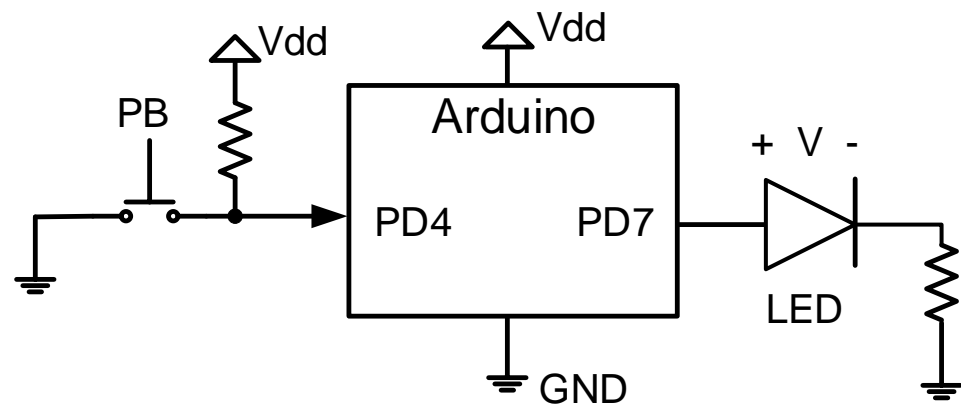 Vdd
Vdd
PB
Arduino
+ V -
PD4
PD7
LED
GND